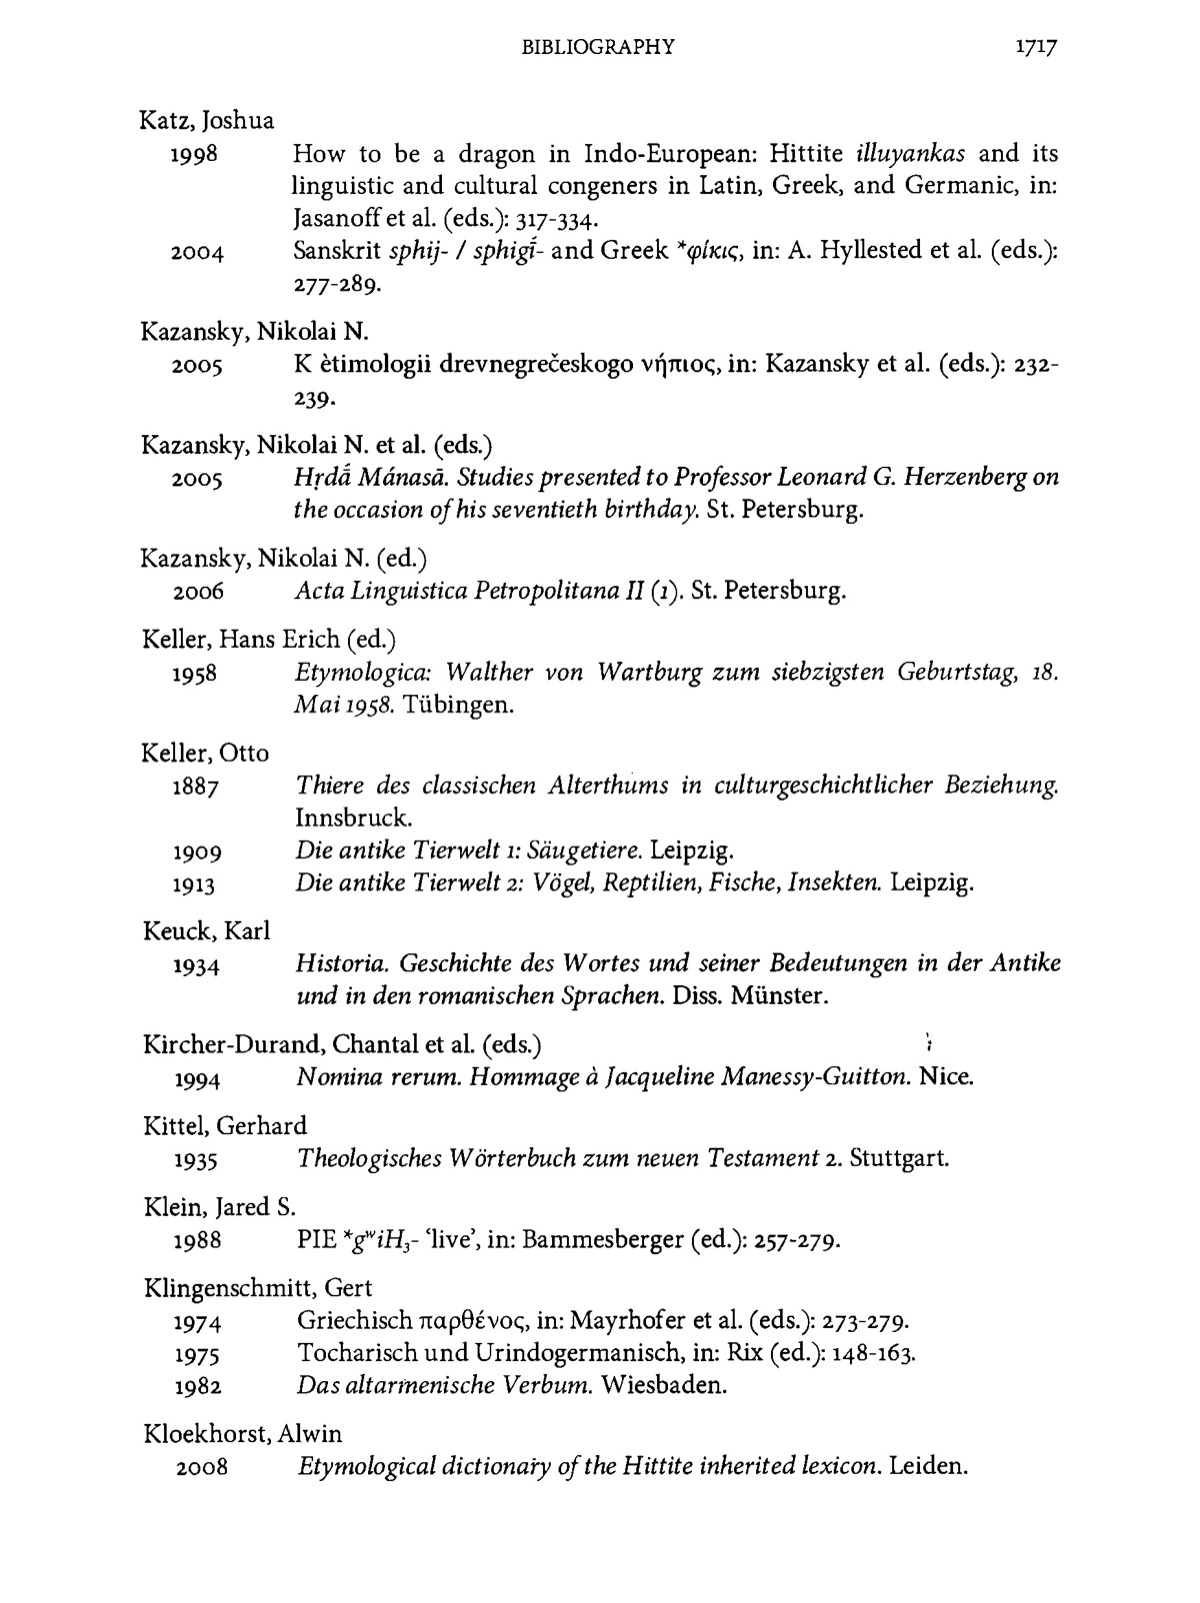 BIBLIOGRAPHY 1717
Katz, Joshua
1998 How to be a dragon in Indo-European: Hittite illuyankas and its
linguistic and cultural congeners in Latin, Greek, and Germanic, in:
Jasanoff et al. (eds.): 317-334.
2004 Sanskrit sphij- / sphigī́- and Greek *φίκις, in: A. Hyllested et al. (eds.):
277-289.
Kazansky, Nikolai N.
2005 K ètimologii drevnegrečeskogo νήπιος, in: Kazansky et al. (eds.): 232-
239.
Kazansky, Nikolai N. et al. (eds.)
2005 Hṛdā́ Mánasā. Studies presented to Professor Leonard G. Herzenberg on
the occasion of his seventieth birthday. St. Petersburg.
Kazansky, Nikolai N. (ed.)
2006 Acta Linguistica Petropolitana II (1). St. Petersburg.
Keller, Hans Erich (ed.)
1958 Etymologica: Walther von Wartburg zum siebzigsten Geburtstag, 18.
Mai 1958. Tübingen.
Keller, Otto
1887 Thiere des classischen Alterthums in culturgeschichtlicher Beziehung.
Innsbruck.
1909 Die antike Tierwelt 1: Säugetiere. Leipzig.
1913 Die antike Tierwelt 2: Vögel, Reptilien, Fische, Insekten. Leipzig.
Keuck, Karl
1934 Historia. Geschichte des Wortes und seiner Bedeutungen in der Antike
und in den romanischen Sprachen. Diss. Münster.
Kircher-Durand, Chantal et al. (eds.)
1994 Nomina rerum. Hommage à Jacqueline Manessy-Guitton. Nice.
Kittel, Gerhard
1935 Theologisches Wörterbuch zum neuen Testament 2. Stuttgart.
Klein, Jared S.
1988 PIE *gʷiH₃- ‘live’, in: Bammesberger (ed.): 257-279.
Klingenschmitt, Gert
1974 Griechisch παρθένος, in: Mayrhofer et al. (eds.): 273-279.
1975 Tocharisch und Urindogermanisch, in: Rix (ed.): 148-163.
1982 Das altarmenische Verbum. Wiesbaden.
Kloekhorst, Alwin
2008 Etymological dictionary of the Hittite inherited lexicon. Leiden.